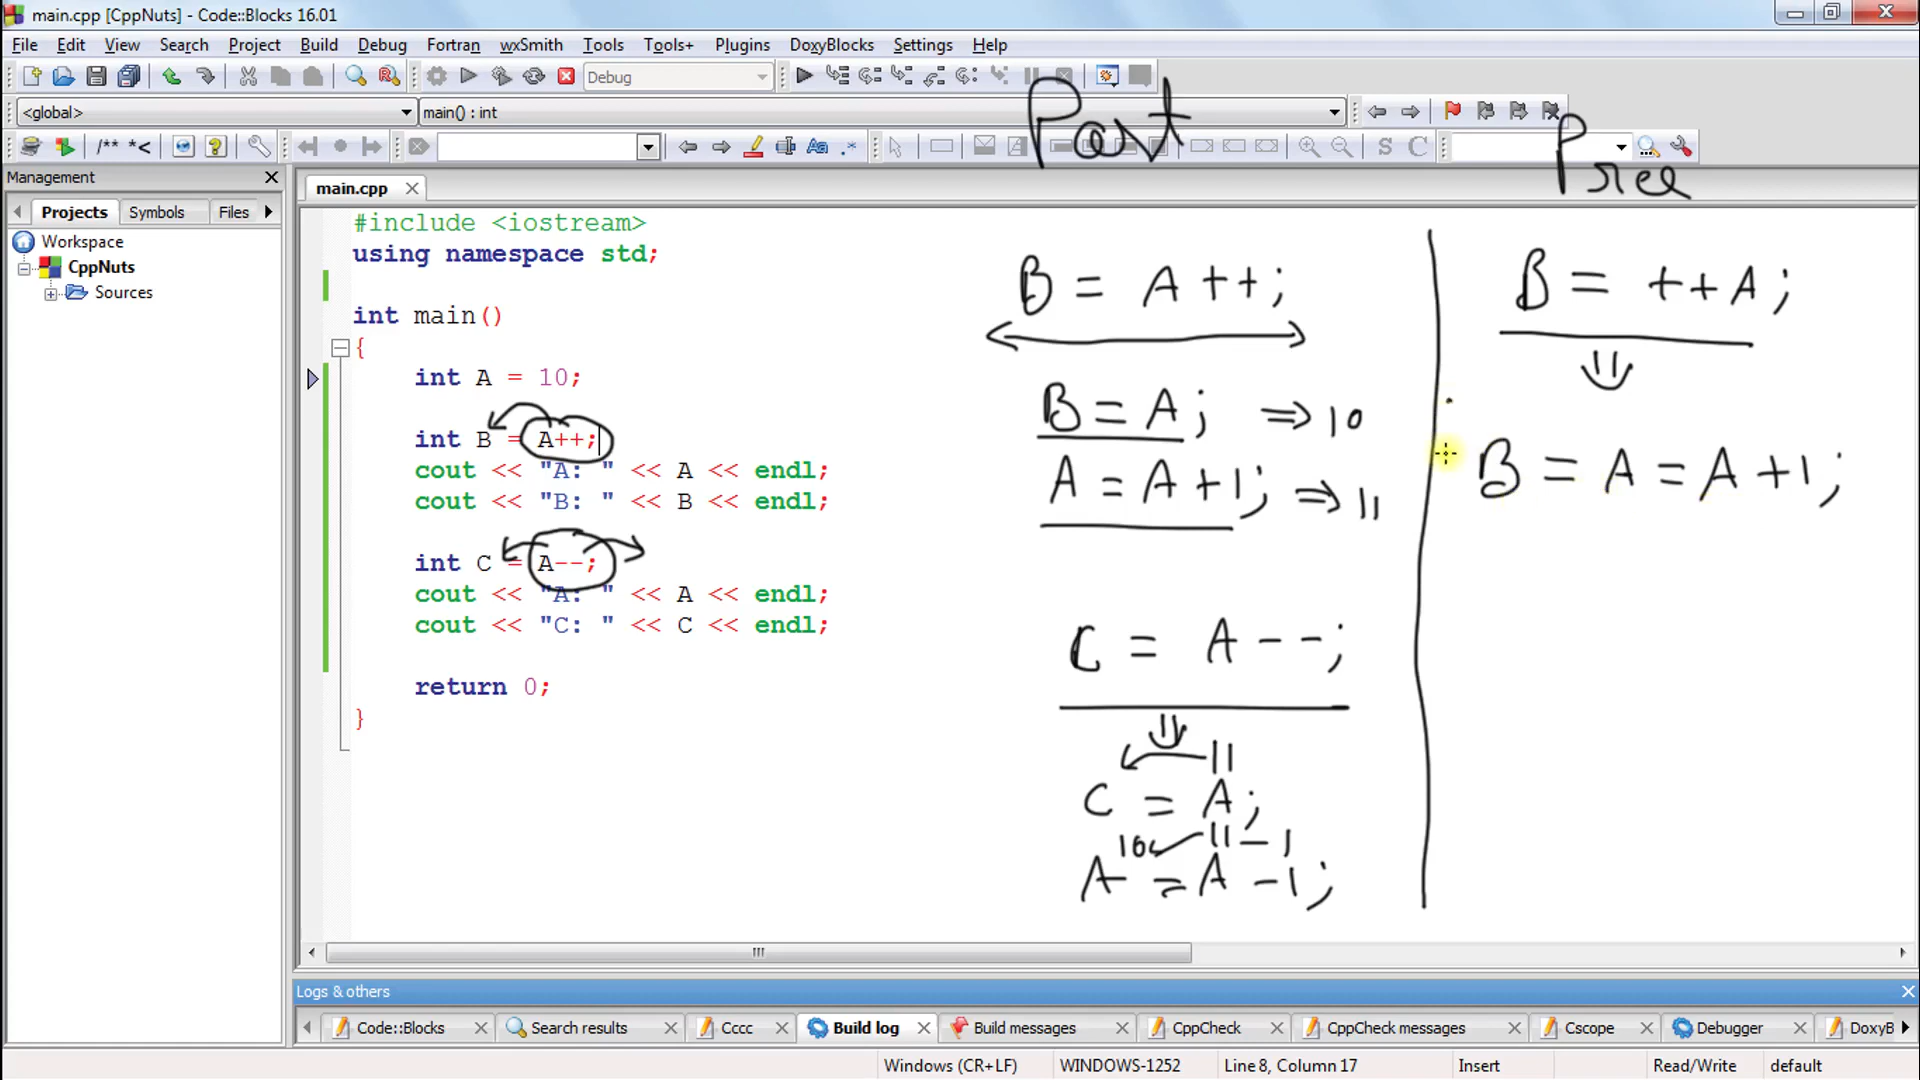 main.cpp [CppNuts] - Code::Blocks 16.01
File Edit View Search Project Build Debug Fortran wxSmith Tools Tools+ Plugins DoxyBlocks Settings Help
Debug
<global> main() : int
/** *<
Aa .*
S C
Post
Pree
Management
Projects Symbols Files
Workspace
CppNuts
Sources
main.cpp
#include <iostream>
using namespace std;
int main()
{
int A = 10;
int B = A++;
cout << "A: " << A << endl;
cout << "B: " << B << endl;
int C = A--;
cout << "A: " << A << endl;
cout << "C: " << C << endl;
return 0;
}
B = A++;
B = A; => 10
A = A+1; => 11
C = A--;
11
C = A;
10 11 - 1
A = A - 1;
B = ++A;
B = A = A+1;
Logs & others
Code::Blocks Search results Cccc Build log Build messages CppCheck CppCheck messages Cscope Debugger DoxyB
Windows (CR+LF) WINDOWS-1252 Line 8, Column 17 Insert Read/Write default